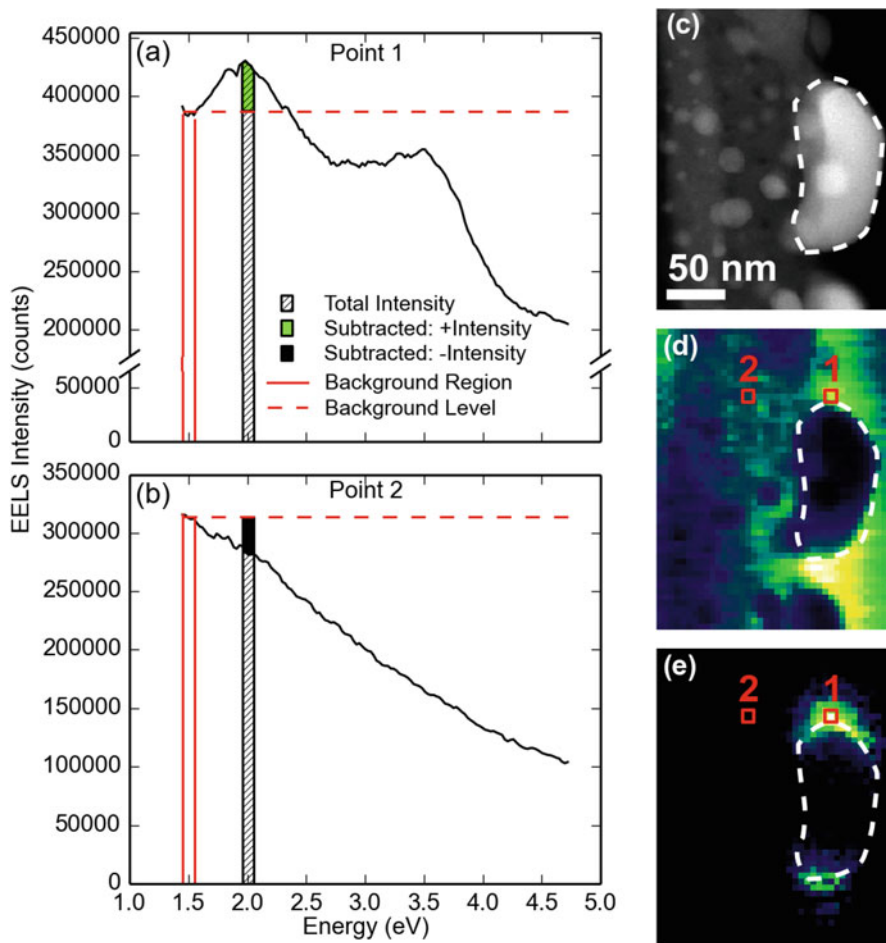 EELS Intensity (counts)
(a)
Point 1
450000
400000
350000
300000
250000
200000
50000
0
Total Intensity
Subtracted: +Intensity
Subtracted: -Intensity
Background Region
Background Level
(b)
Point 2
350000
300000
250000
200000
150000
100000
50000
0
1.0 1.5 2.0 2.5 3.0 3.5 4.0 4.5 5.0
Energy (eV)
(c)
50 nm
(d)
2 1
(e)
2 1